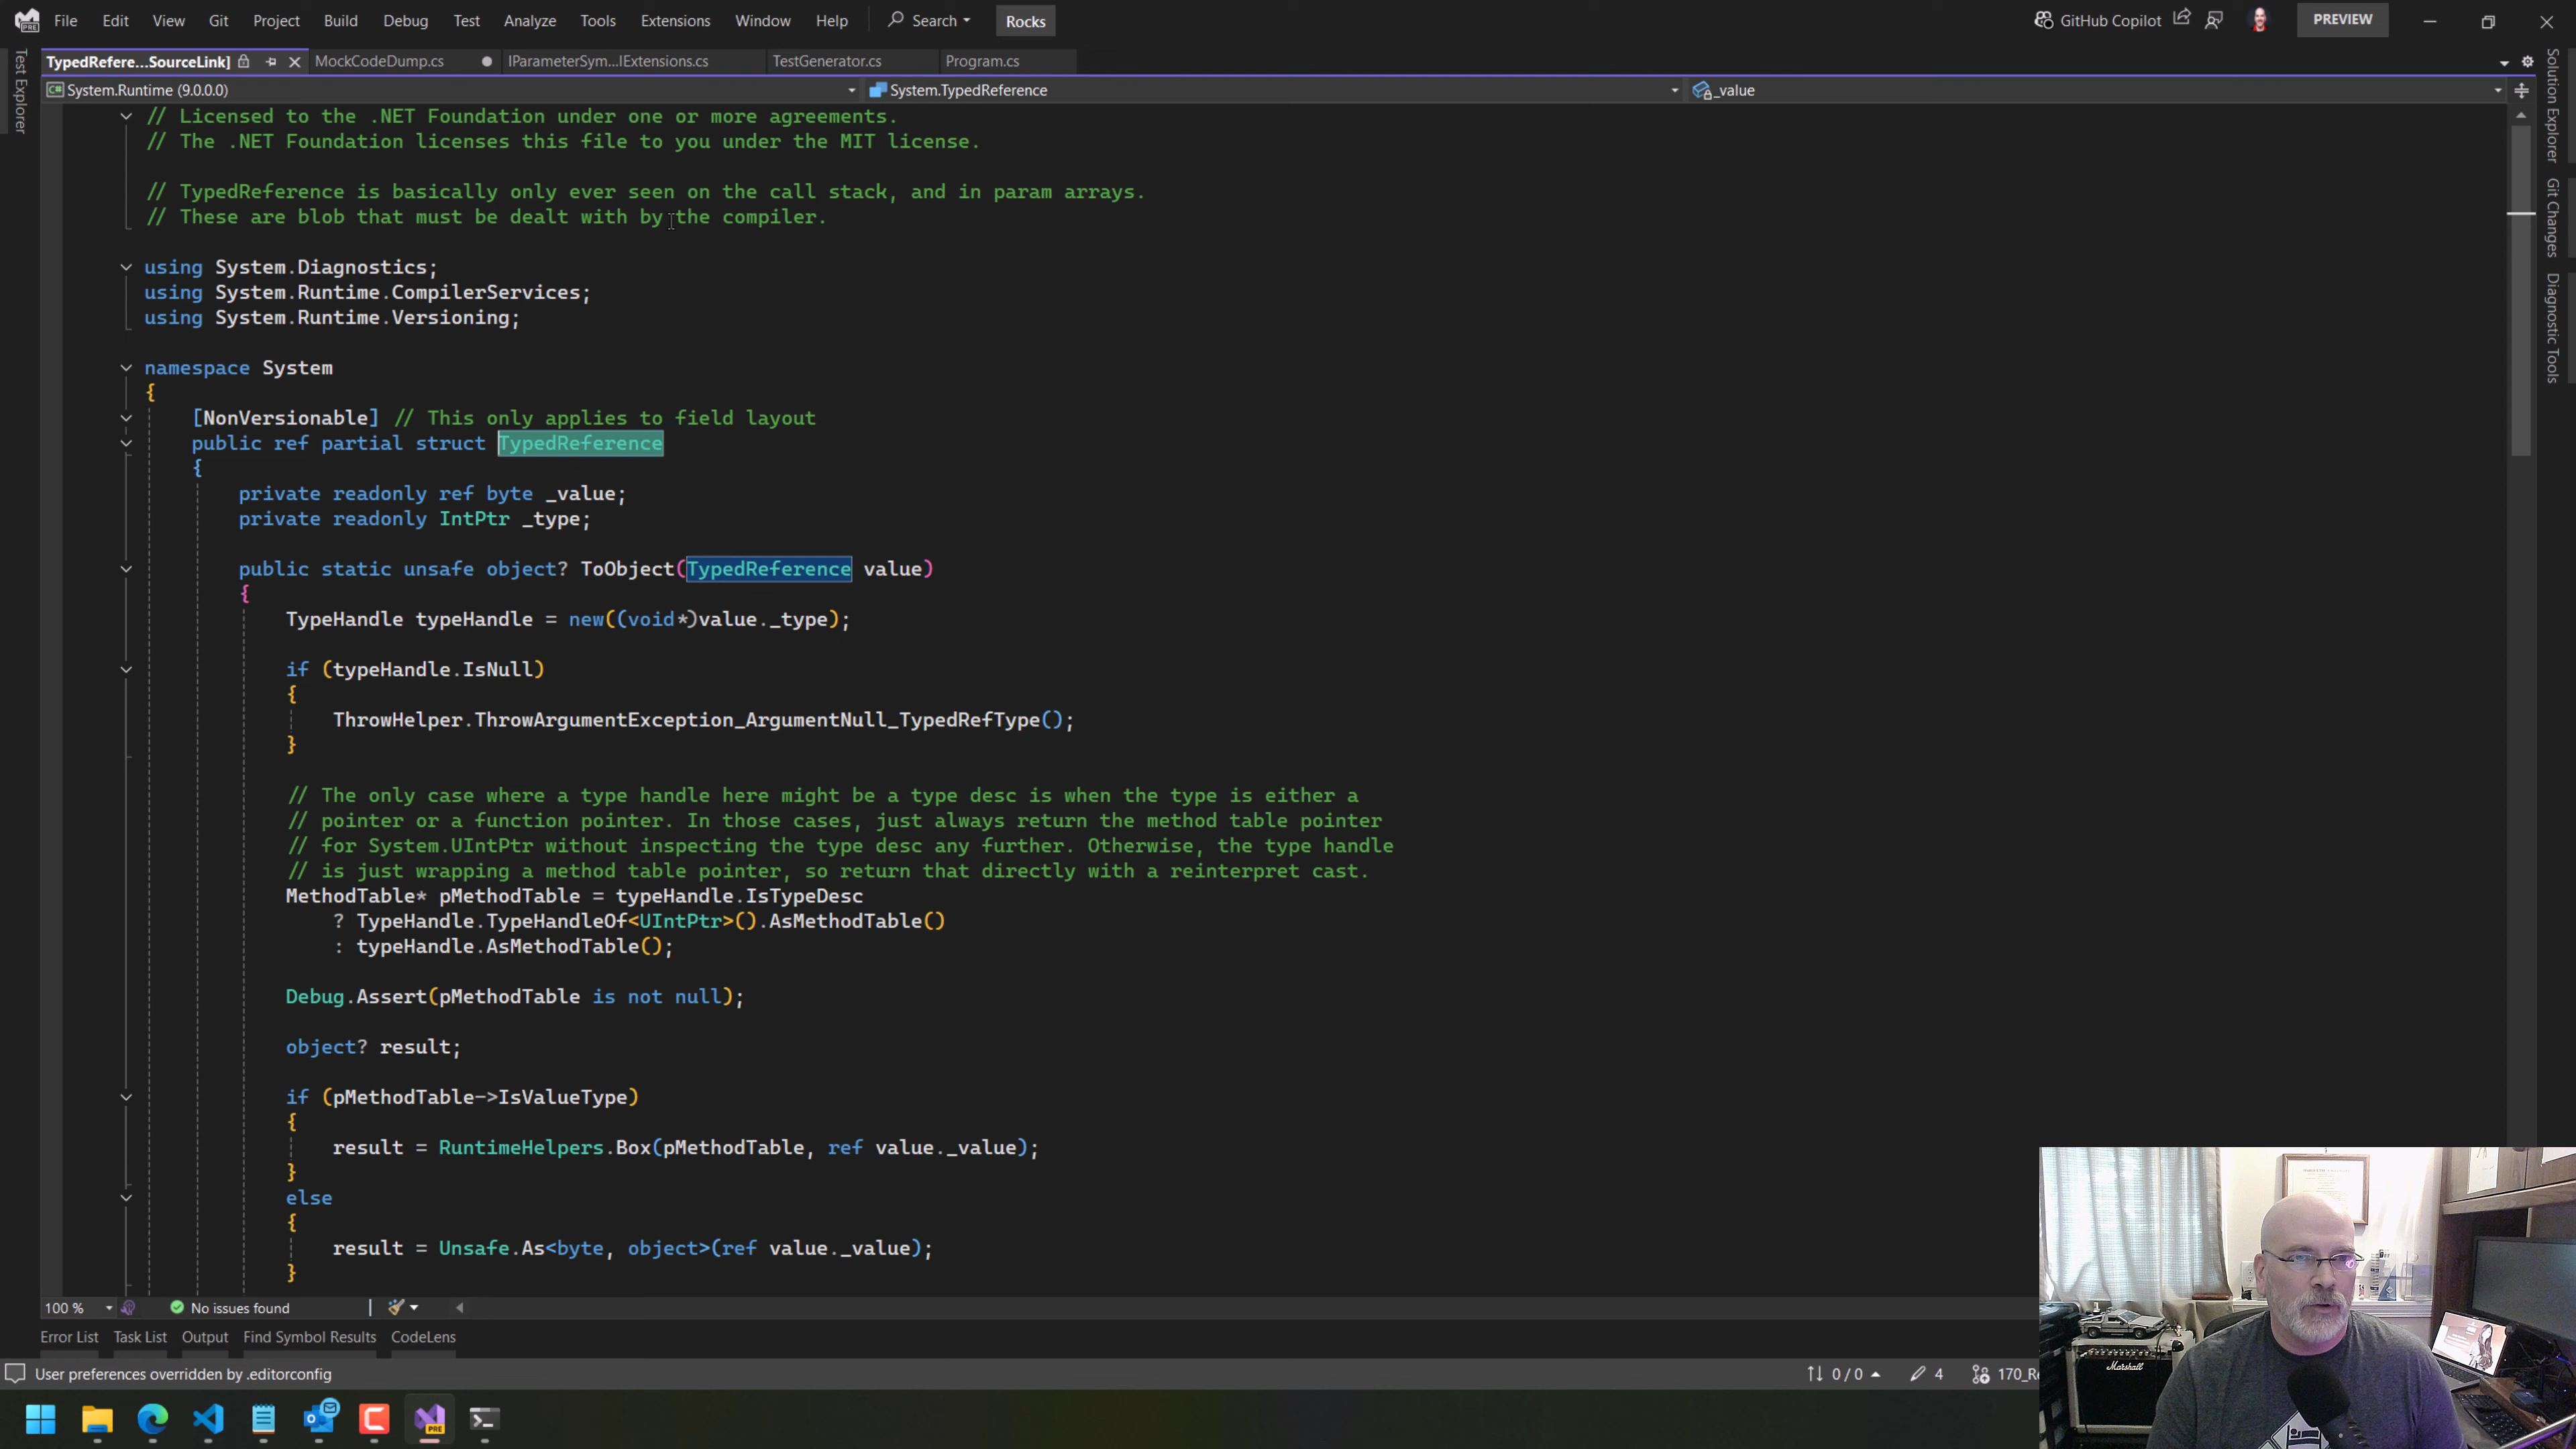 File Edit View Git Project Build Debug Test Analyze Tools Extensions Window Help Search Rocks GitHub Copilot PREVIEW
TypedRefere...SourceLink] MockCodeDump.cs IParameterSym...lExtensions.cs TestGenerator.cs Program.cs
System.Runtime (9.0.0.0) System.TypedReference _value
Test Explorer
Solution Explorer
Git Changes
Diagnostic Tools
// Licensed to the .NET Foundation under one or more agreements.
// The .NET Foundation licenses this file to you under the MIT license.
// TypedReference is basically only ever seen on the call stack, and in param arrays.
// These are blob that must be dealt with by the compiler.
using System.Diagnostics;
using System.Runtime.CompilerServices;
using System.Runtime.Versioning;
namespace System
{
[NonVersionable] // This only applies to field layout
public ref partial struct TypedReference
{
private readonly ref byte _value;
private readonly IntPtr _type;
public static unsafe object? ToObject(TypedReference value)
{
TypeHandle typeHandle = new((void*)value._type);
if (typeHandle.IsNull)
{
ThrowHelper.ThrowArgumentException_ArgumentNull_TypedRefType();
}
// The only case where a type handle here might be a type desc is when the type is either a
// pointer or a function pointer. In those cases, just always return the method table pointer
// for System.UIntPtr without inspecting the type desc any further. Otherwise, the type handle
// is just wrapping a method table pointer, so return that directly with a reinterpret cast.
MethodTable* pMethodTable = typeHandle.IsTypeDesc
? TypeHandle.TypeHandleOf<UIntPtr>().AsMethodTable()
: typeHandle.AsMethodTable();
Debug.Assert(pMethodTable is not null);
object? result;
if (pMethodTable->IsValueType)
{
result = RuntimeHelpers.Box(pMethodTable, ref value._value);
}
else
{
result = Unsafe.As<byte, object>(ref value._value);
}
100 % No issues found
Error List Task List Output Find Symbol Results CodeLens
User preferences overridden by .editorconfig 0 / 0 4 170_Re
Marshall
PRE